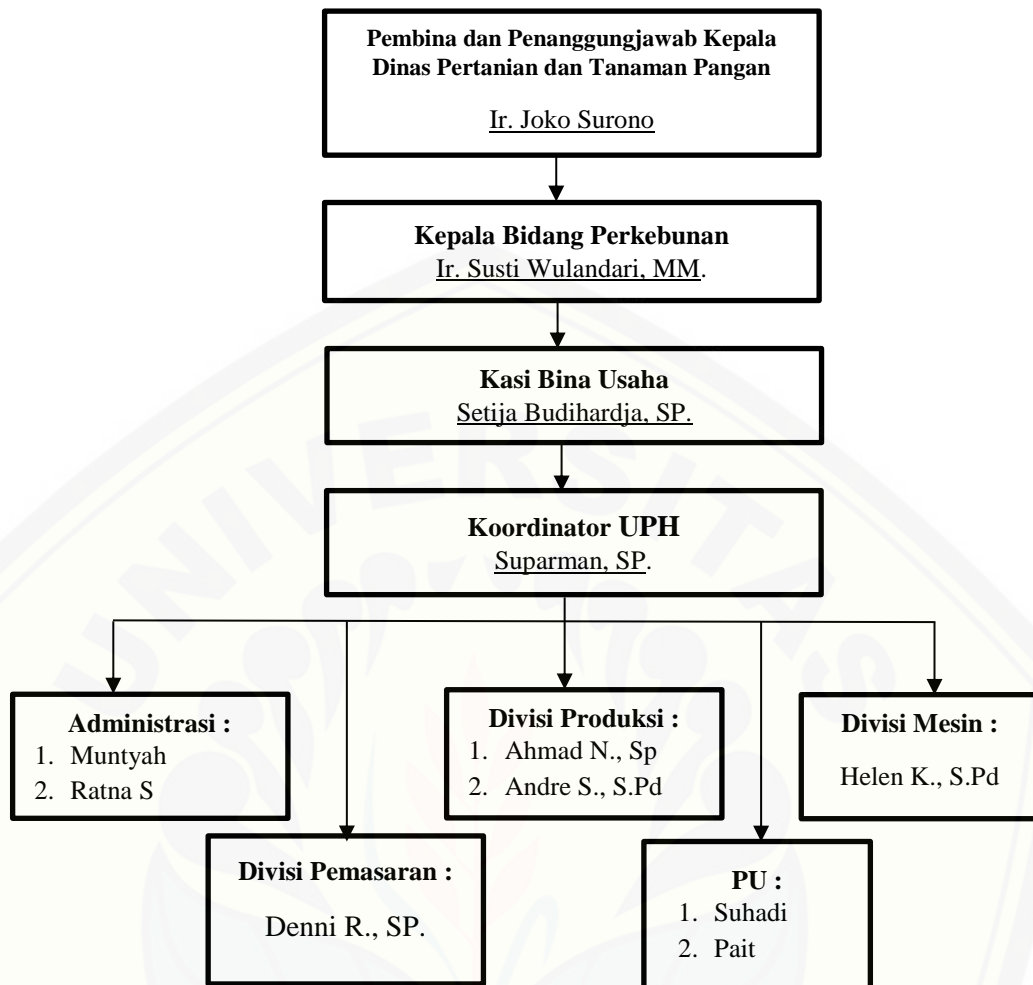 Pembina dan Penanggungjawab Kepala
Dinas Pertanian dan Tanaman Pangan
Ir. Joko Surono
Kepala Bidang Perkebunan
Ir. Susti Wulandari, MM.
Kasi Bina Usaha
Setija Budihardja, SP.
Koordinator UPH
Suparman, SP.
Administrasi :
1. Muntyah
2. Ratna S
Divisi Produksi :
1. Ahmad N., Sp
2. Andre S., S.Pd
Divisi Mesin :
Helen K., S.Pd
Divisi Pemasaran :
Denni R., SP.
PU :
1. Suhadi
2. Pait
UNIVERSITAS